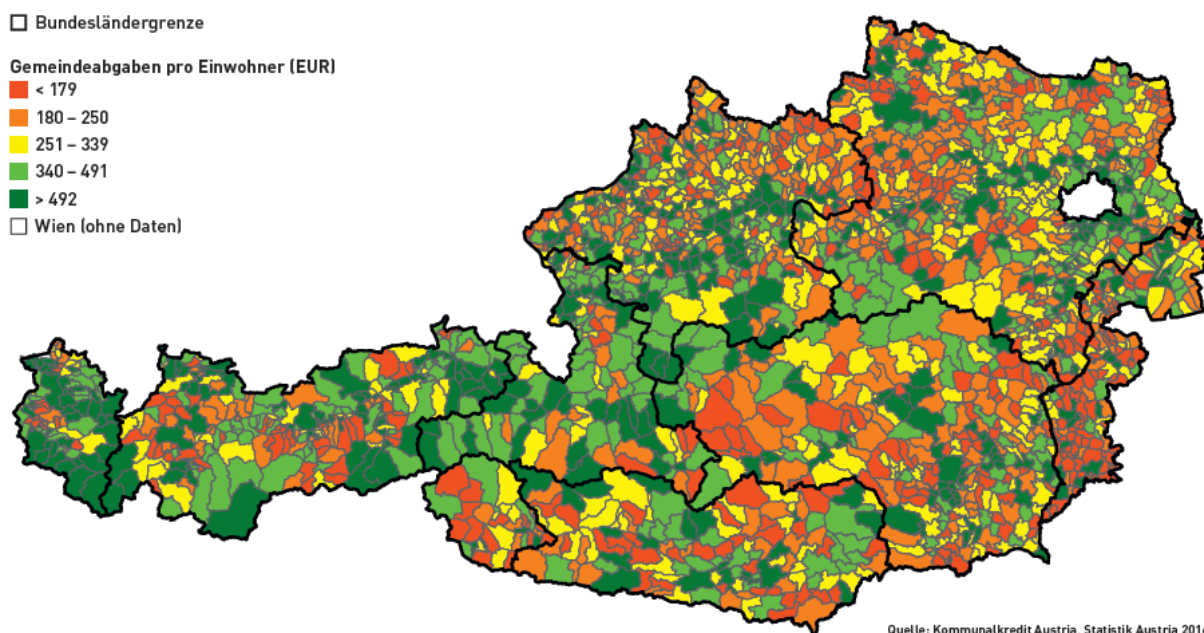 Bundesländergrenze
Gemeindeabgaben pro Einwohner (EUR)
< 179
180 – 250
251 – 339
340 – 491
> 492
Wien (ohne Daten)
Quelle: Kommunalkredit Austria, Statistik Austria